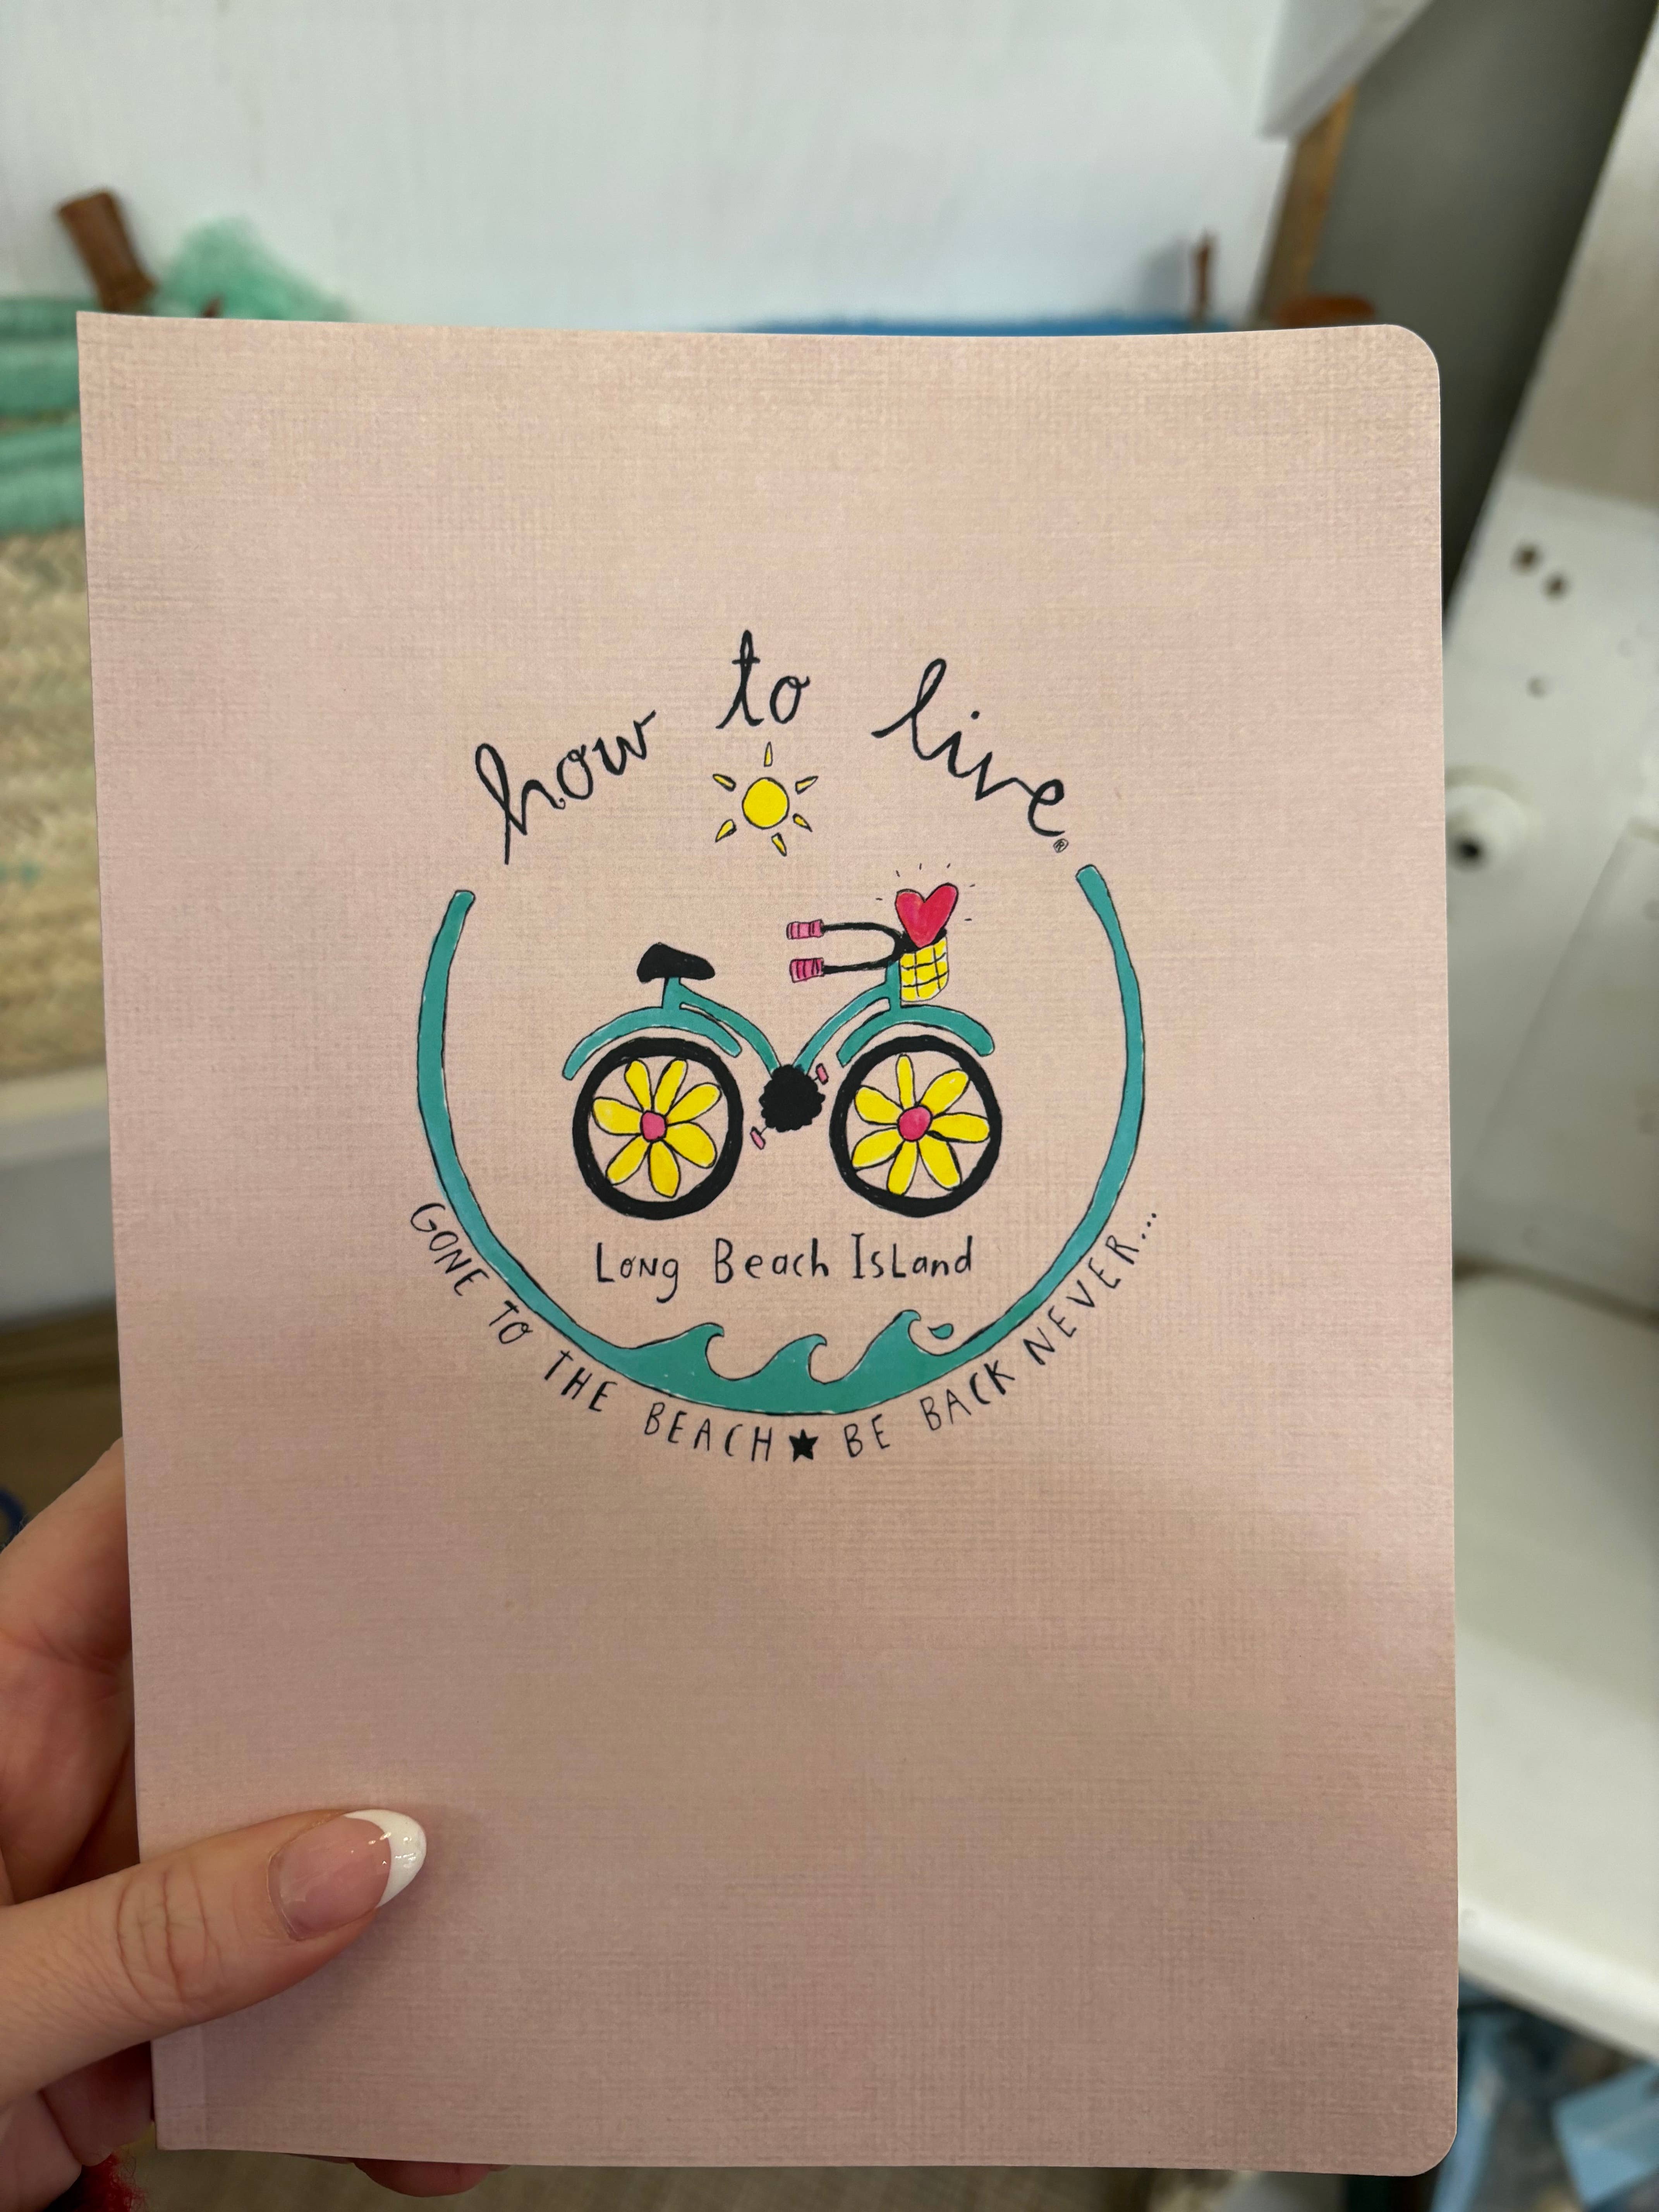 how to live®
Long Beach Island
GONE TO THE BEACH ★ BE BACK NEVER...